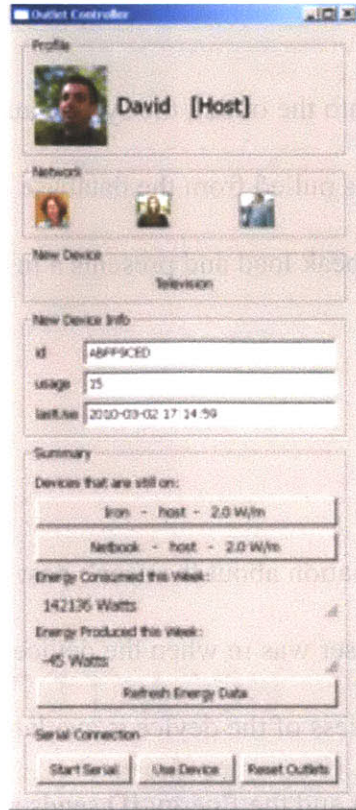 Outlet Controller
Profile
David [Host]
Network
New Device
Television
New Device Info
id ABFF9CED
usage 15
last use 2010-03-02 17:14:59
Summary
Devices that are still on:
Iron - host - 2.0 W/m
Netbook - host - 2.0 W/m
Energy Consumed this Week:
142136 Watts
Energy Produced this Week:
-45 Watts
Refresh Energy Data
Serial Connection
Start Serial Use Device Reset Outlets